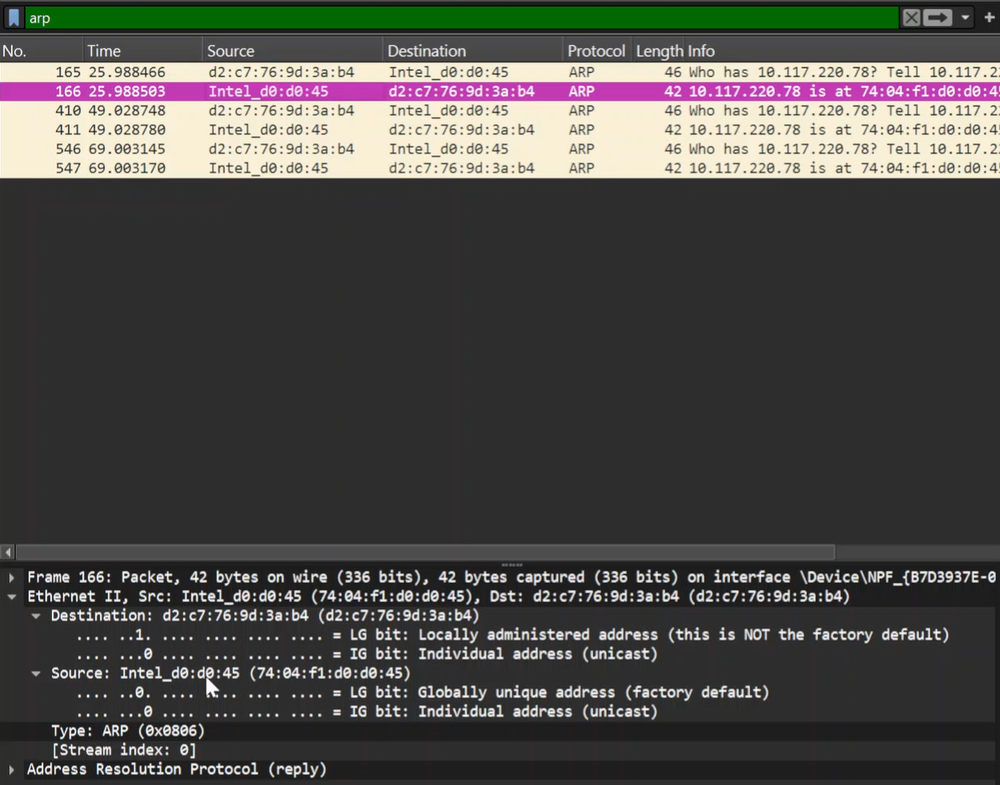 arp
No. Time Source Destination Protocol Length Info
165 25.988466 d2:c7:76:9d:3a:b4 Intel_d0:d0:45 ARP 46 Who has 10.117.220.78? Tell 10.117.2
166 25.988503 Intel_d0:d0:45 d2:c7:76:9d:3a:b4 ARP 42 10.117.220.78 is at 74:04:f1:d0:d0:45
410 49.028748 d2:c7:76:9d:3a:b4 Intel_d0:d0:45 ARP 46 Who has 10.117.220.78? Tell 10.117.2
411 49.028780 Intel_d0:d0:45 d2:c7:76:9d:3a:b4 ARP 42 10.117.220.78 is at 74:04:f1:d0:d0:45
546 69.003145 d2:c7:76:9d:3a:b4 Intel_d0:d0:45 ARP 46 Who has 10.117.220.78? Tell 10.117.2
547 69.003170 Intel_d0:d0:45 d2:c7:76:9d:3a:b4 ARP 42 10.117.220.78 is at 74:04:f1:d0:d0:45
Frame 166: Packet, 42 bytes on wire (336 bits), 42 bytes captured (336 bits) on interface \Device\NPF_{B7D3937E-0
Ethernet II, Src: Intel_d0:d0:45 (74:04:f1:d0:d0:45), Dst: d2:c7:76:9d:3a:b4 (d2:c7:76:9d:3a:b4)
Destination: d2:c7:76:9d:3a:b4 (d2:c7:76:9d:3a:b4)
.... ..1. .... .... .... .... = LG bit: Locally administered address (this is NOT the factory default)
.... ...0 .... .... .... .... = IG bit: Individual address (unicast)
Source: Intel_d0:d0:45 (74:04:f1:d0:d0:45)
.... ..0. .... .... .... .... = LG bit: Globally unique address (factory default)
.... ...0 .... .... .... .... = IG bit: Individual address (unicast)
Type: ARP (0x0806)
[Stream index: 0]
Address Resolution Protocol (reply)